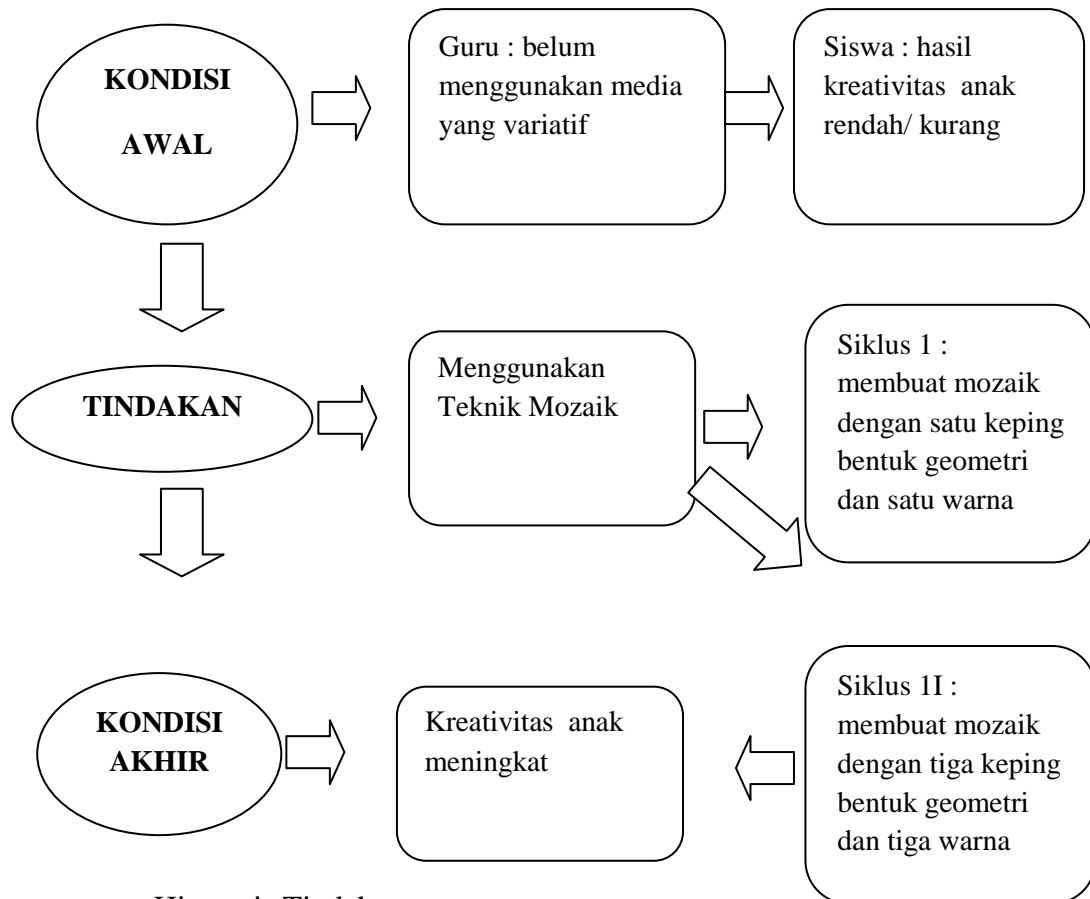 KONDISI
AWAL
Guru : belum
menggunakan media
yang variatif
Siswa : hasil
kreativitas anak
rendah/ kurang
TINDAKAN
Menggunakan
Teknik Mozaik
Siklus 1 :
membuat mozaik
dengan satu keping
bentuk geometri
dan satu warna
KONDISI
AKHIR
Kreativitas anak
meningkat
Siklus 1I :
membuat mozaik
dengan tiga keping
bentuk geometri
dan tiga warna